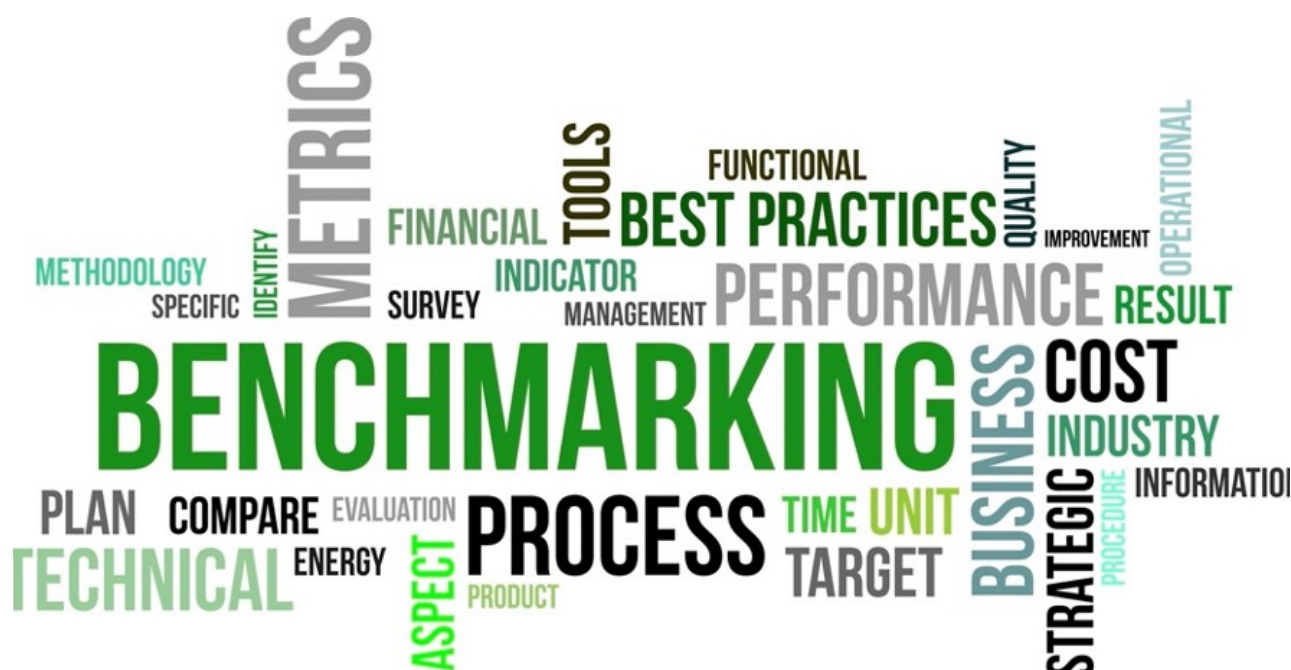 METRICS
TOOLS
FUNCTIONAL
QUALITY
OPERATIONAL
FINANCIAL
BEST PRACTICES
IMPROVEMENT
METHODOLOGY
IDENTIFY
INDICATOR
SPECIFIC
SURVEY
MANAGEMENT
PERFORMANCE
RESULT
BENCHMARKING
BUSINESS
COST
INDUSTRY
STRATEGIC
PROCEDURE
INFORMATIO
PLAN
COMPARE
EVALUATION
PROCESS
TIME
UNIT
TECHNICAL
ENERGY
ASPECT
TARGET
PRODUCT